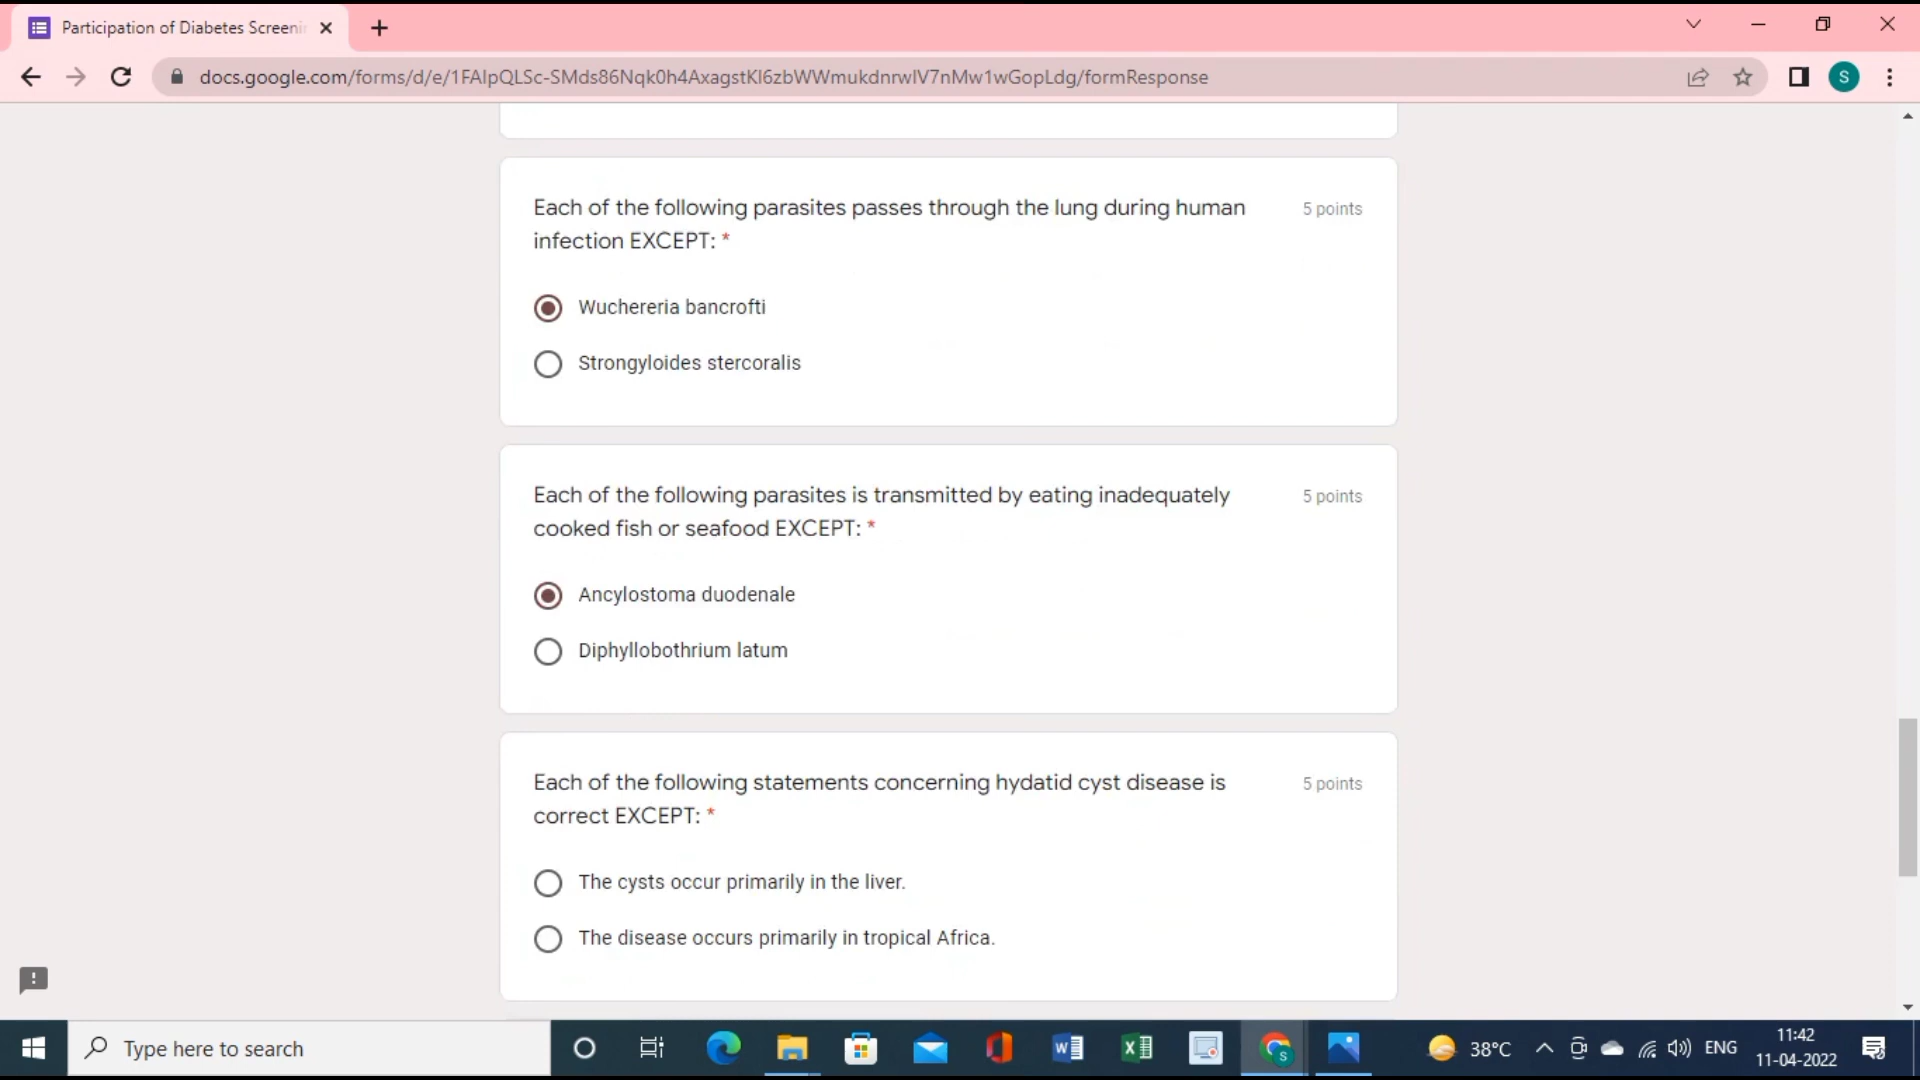 Participation of Diabetes Screeni
docs.google.com/forms/d/e/1FAIpQLSc-SMds86Nqk0h4AxagstKl6zbWWmukdnrwlV7nMw1wGopLdg/formResponse
S
Each of the following parasites passes through the lung during human
infection EXCEPT: *
5 points
Wuchereria bancrofti
Strongyloides stercoralis
Each of the following parasites is transmitted by eating inadequately
cooked fish or seafood EXCEPT: *
5 points
Ancylostoma duodenale
Diphyllobothrium latum
Each of the following statements concerning hydatid cyst disease is
correct EXCEPT: *
5 points
The cysts occur primarily in the liver.
The disease occurs primarily in tropical Africa.
Type here to search
38°C
ENG
11:42
11-04-2022